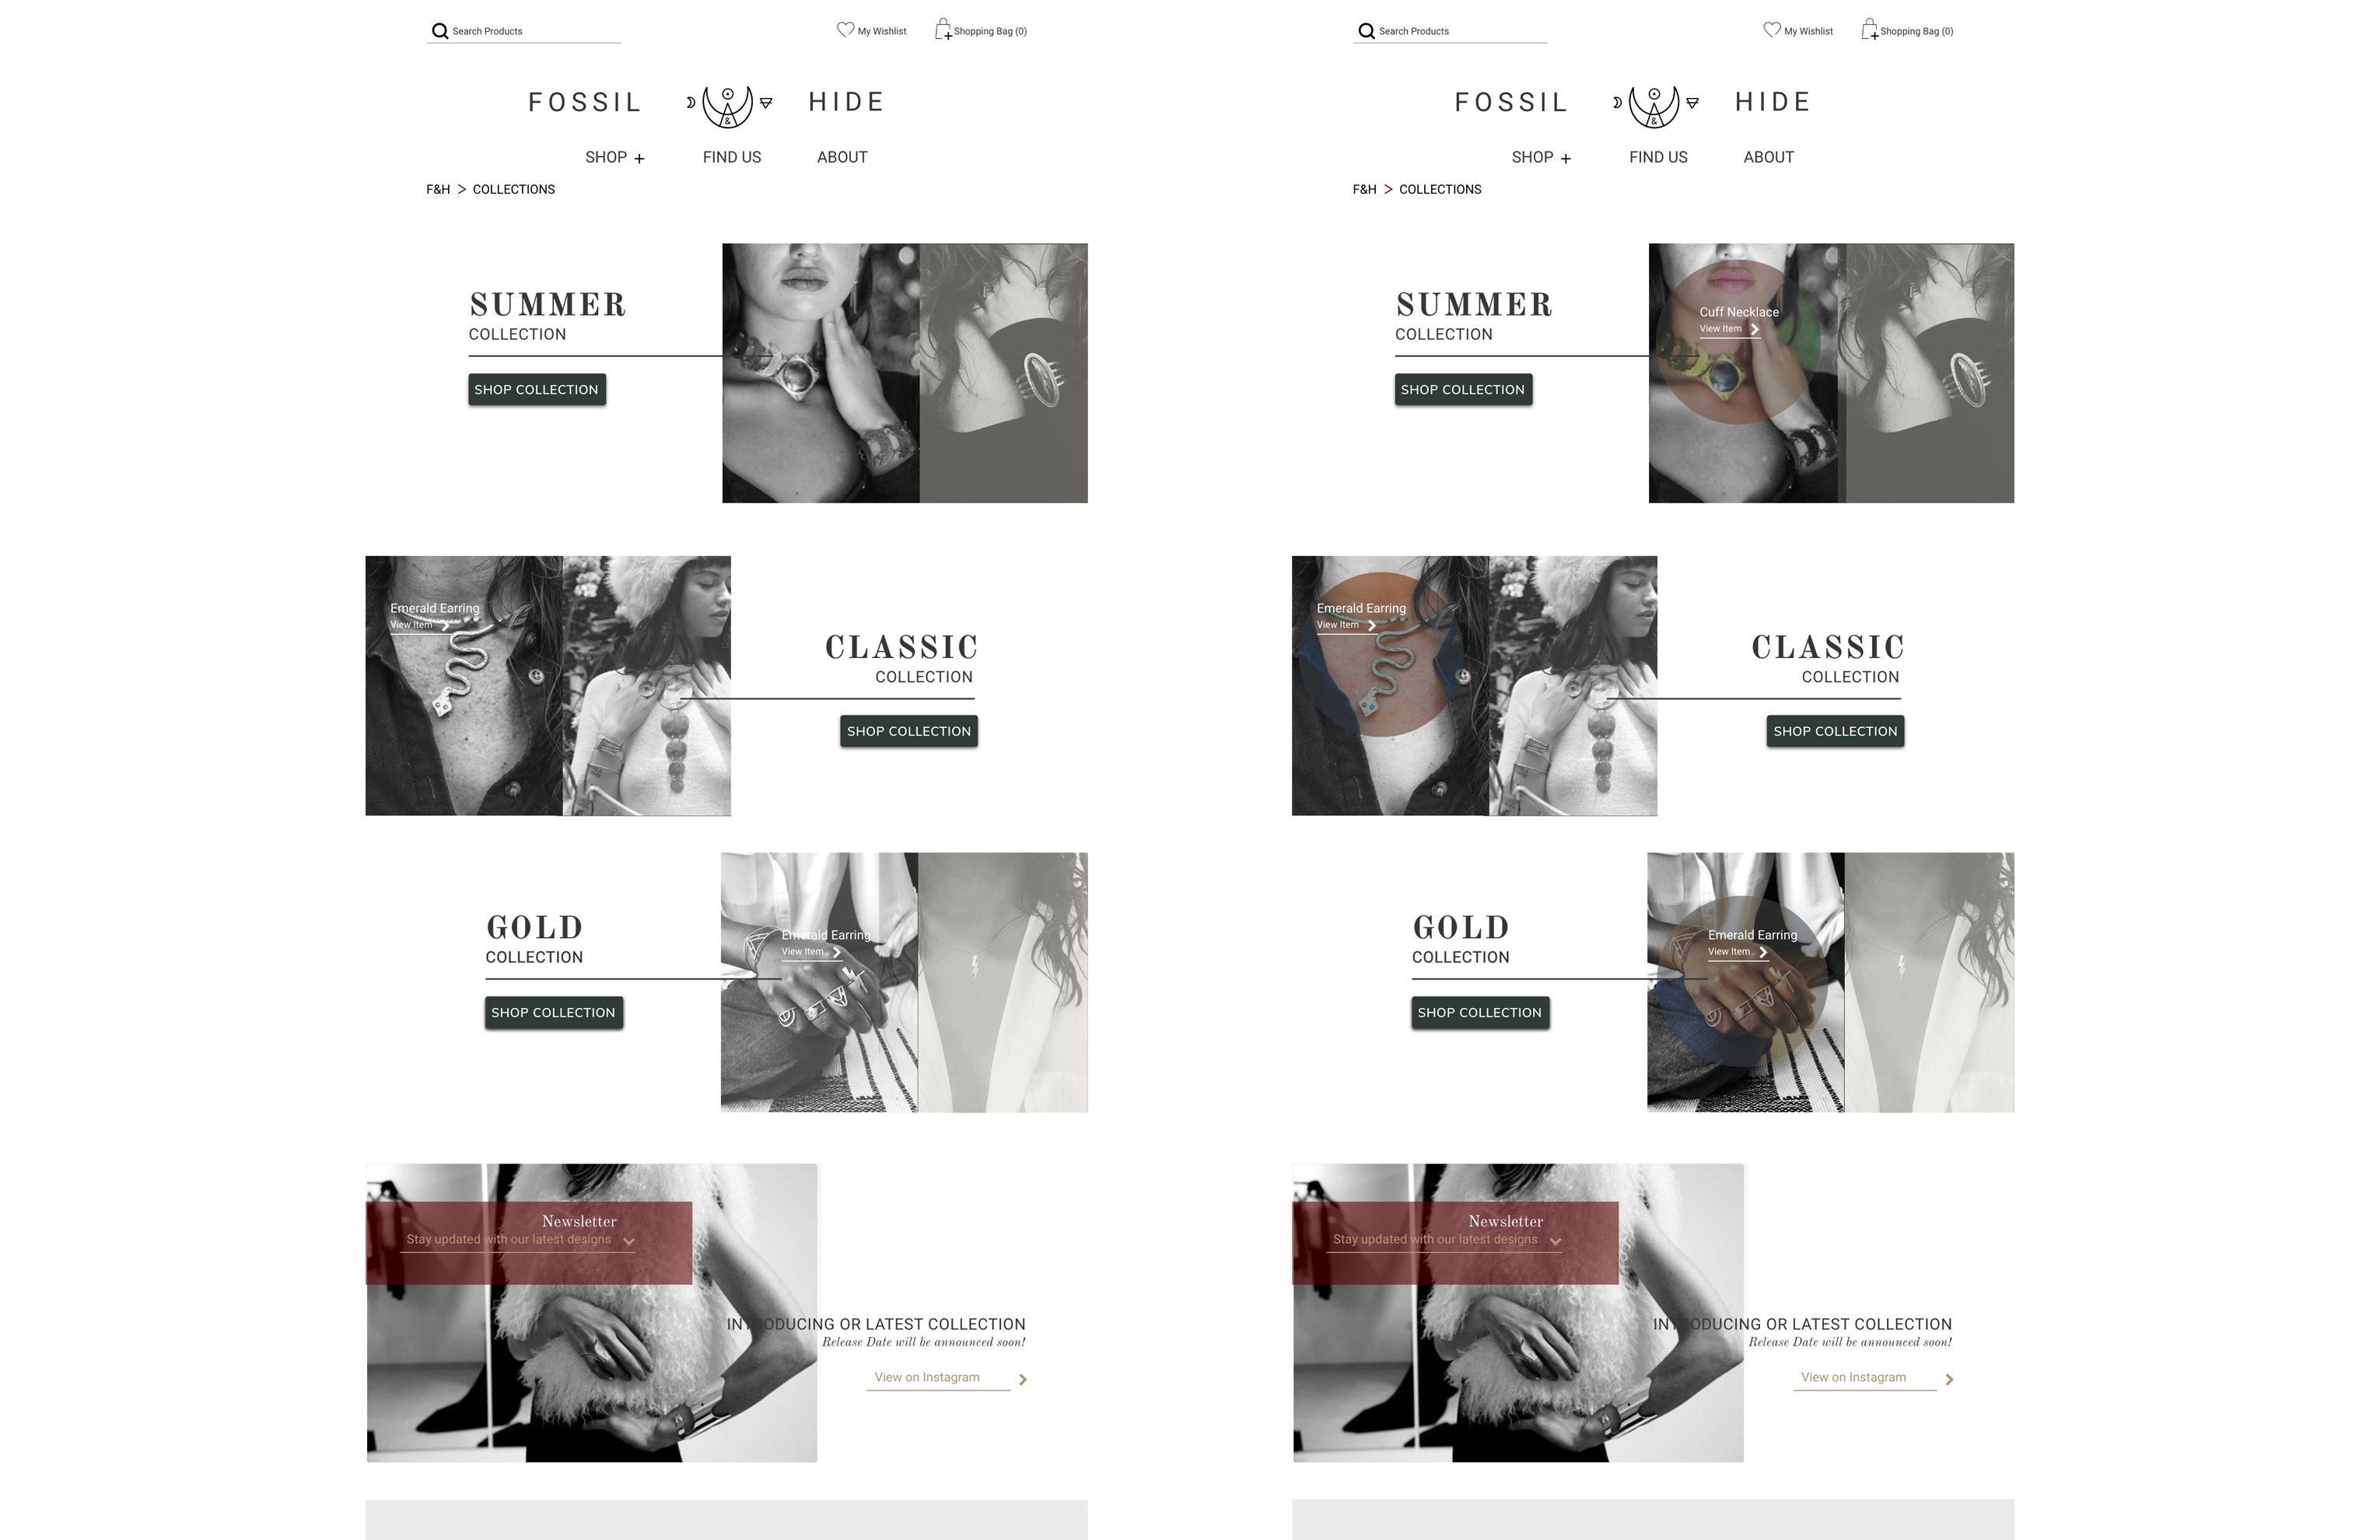 Search Products
My Wishlist
Shopping Bag (0)
FOSSIL & HIDE
SHOP +
FIND US
ABOUT
F&H > COLLECTIONS
SUMMER
COLLECTION
SHOP COLLECTION
Emerald Earring
View Item
CLASSIC
COLLECTION
SHOP COLLECTION
GOLD
COLLECTION
SHOP COLLECTION
Emerald Earring
View Item
Newsletter
Stay updated with our latest designs
INTRODUCING OR LATEST COLLECTION
Release Date will be announced soon!
View on Instagram
Search Products
My Wishlist
Shopping Bag (0)
FOSSIL & HIDE
SHOP +
FIND US
ABOUT
F&H > COLLECTIONS
SUMMER
COLLECTION
SHOP COLLECTION
Cuff Necklace
View Item
Emerald Earring
View Item
CLASSIC
COLLECTION
SHOP COLLECTION
GOLD
COLLECTION
SHOP COLLECTION
Emerald Earring
View Item
Newsletter
Stay updated with our latest designs
INTRODUCING OR LATEST COLLECTION
Release Date will be announced soon!
View on Instagram